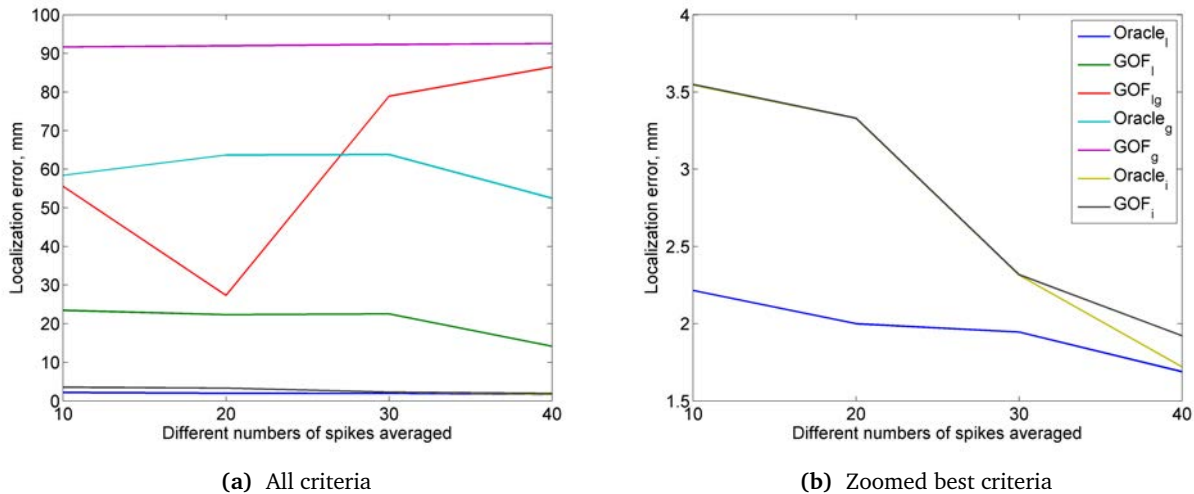 100
90
80
70
60
50
40
30
20
10
0
Localization error, mm
10 20 30 40
Different numbers of spikes averaged
(a) All criteria
4
3.5
3
2.5
2
1.5
Localization error, mm
Oracle_l
GOF_l
GOF_lg
Oracle_g
GOF_g
Oracle_i
GOF_i
10 20 30 40
Different numbers of spikes averaged
(b) Zoomed best criteria